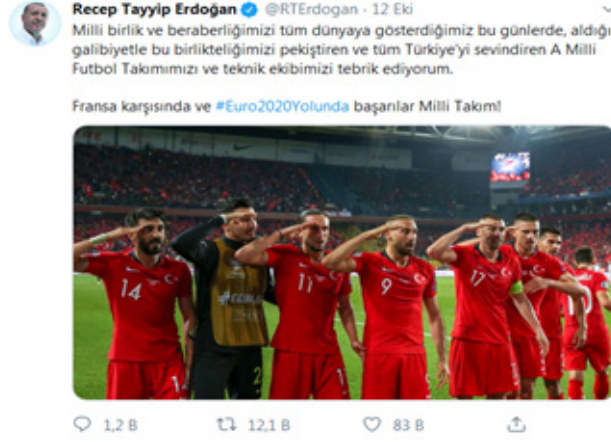 Recep Tayyip Erdoğan @RTErdogan · 12 Eki
Milli birlik ve beraberliğimizi tüm dünyaya gösterdiğimiz bu günlerde, aldığı
galibiyetle bu birlikteliğimizi pekiştiren ve tüm Türkiye'yi sevindiren A Milli
Futbol Takımımızı ve teknik ekibimizi tebrik ediyorum.
Fransa karşısında ve #Euro2020Yolunda başarılar Milli Takım!
14
11
9
17
1,2 B 12,1 B 83 B